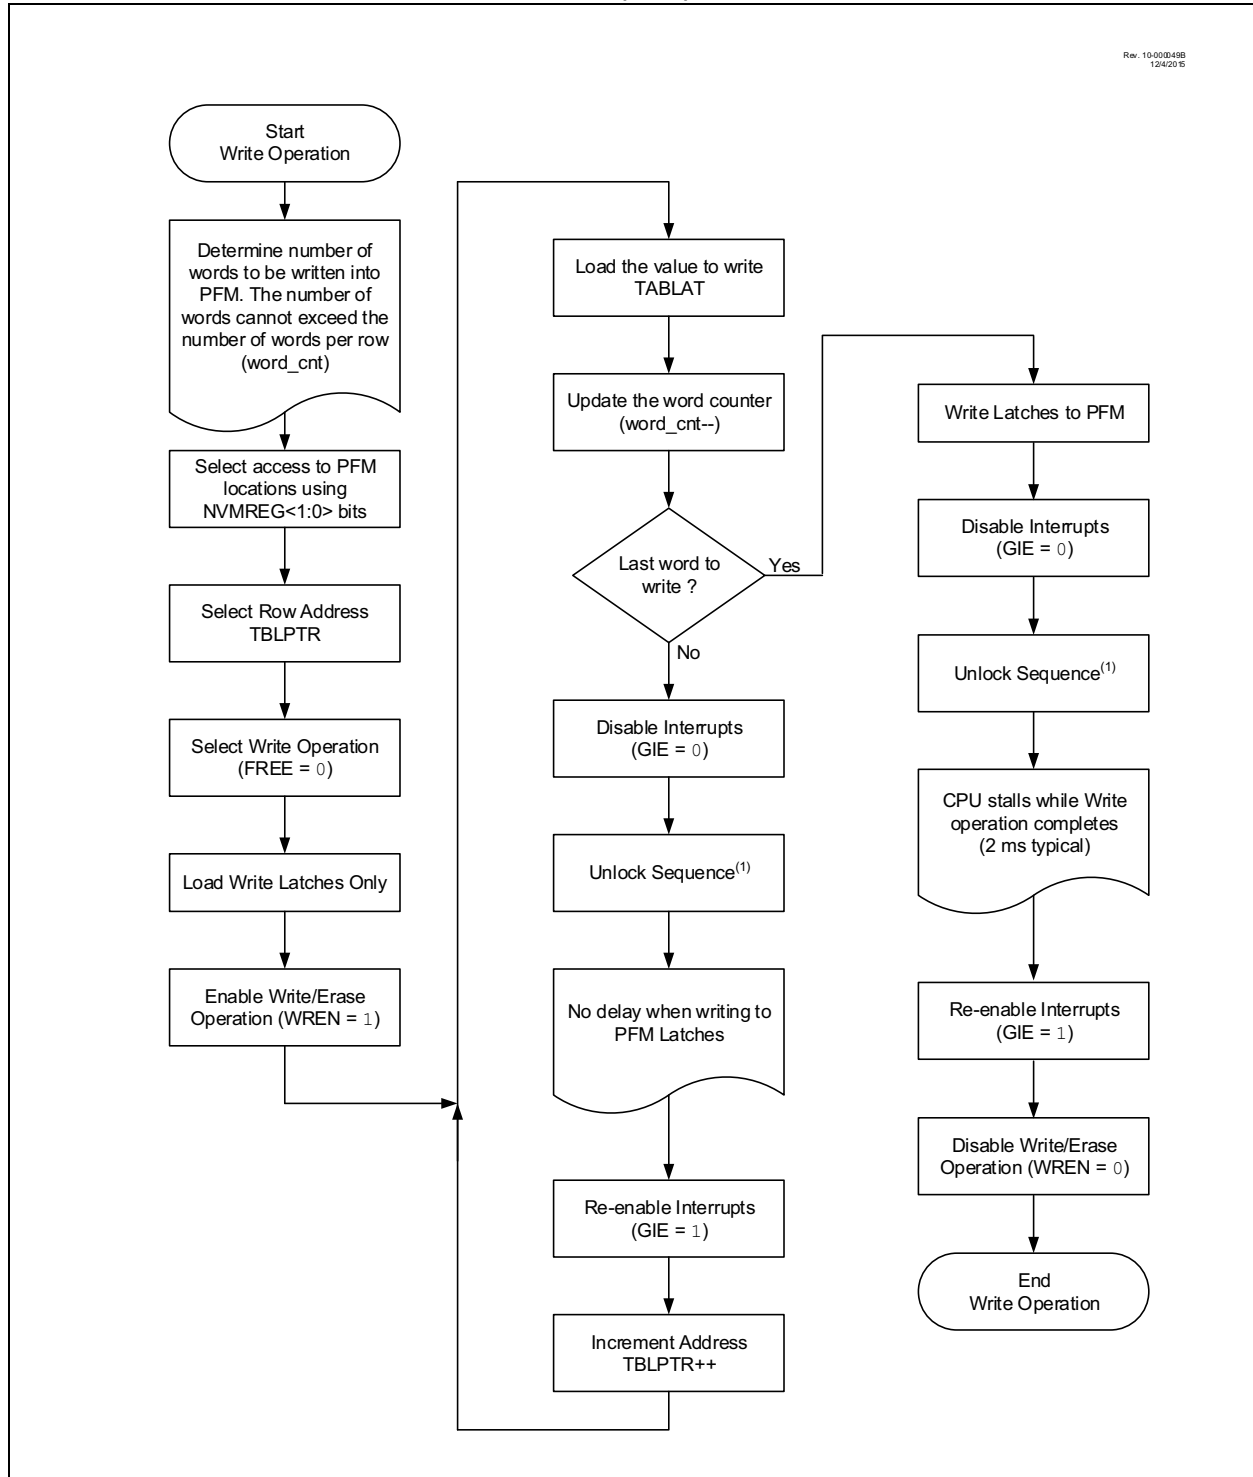 Rev. 10-000049B
12/4/2015
Start
Write Operation
Determine number of
words to be written into
PFM. The number of
words cannot exceed the
number of words per row
(word_cnt)
Select access to PFM
locations using
NVMREG<1:0> bits
Select Row Address
TBLPTR
Select Write Operation
(FREE = 0)
Load Write Latches Only
Enable Write/Erase
Operation (WREN = 1)
Load the value to write
TABLAT
Update the word counter
(word_cnt--)
Last word to
write ?
Yes
No
Disable Interrupts
(GIE = 0)
Unlock Sequence(1)
No delay when writing to
PFM Latches
Re-enable Interrupts
(GIE = 1)
Increment Address
TBLPTR++
Write Latches to PFM
Disable Interrupts
(GIE = 0)
Unlock Sequence(1)
CPU stalls while Write
operation completes
(2 ms typical)
Re-enable Interrupts
(GIE = 1)
Disable Write/Erase
Operation (WREN = 0)
End
Write Operation